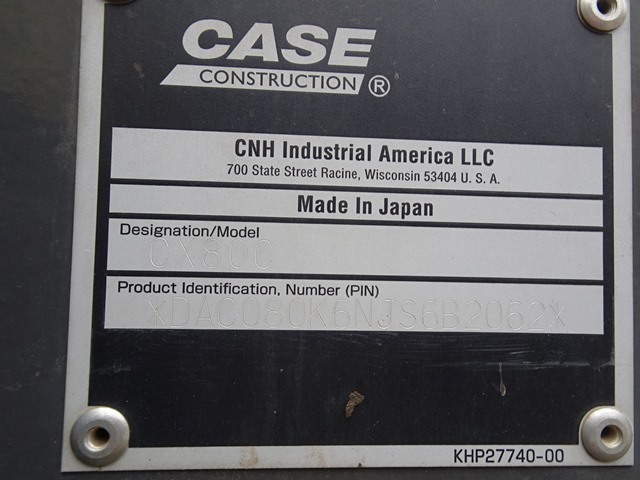 CASE
CONSTRUCTION ®
CNH Industrial America LLC
700 State Street Racine, Wisconsin 53404 U. S. A.
Made In Japan
Designation/Model
CX80C
Product Identification, Number (PIN)
*DAC080K6NJS6B2062*
KHP27740-00